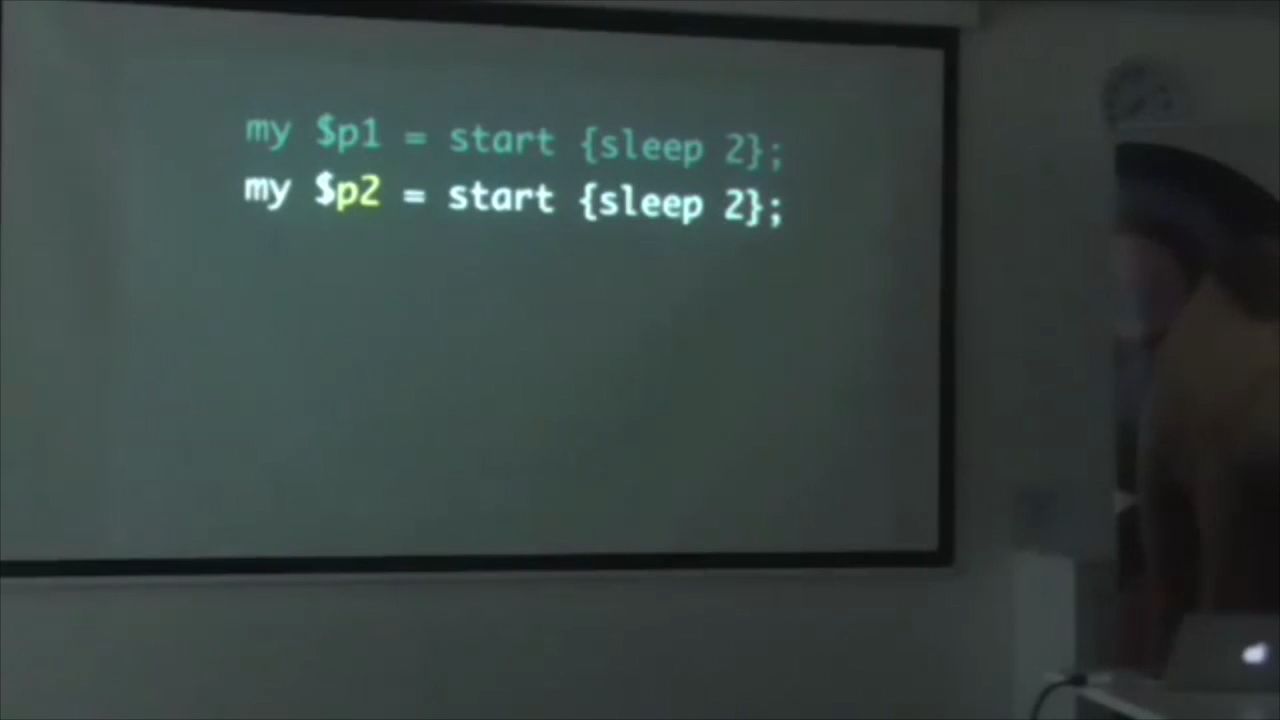 my $p1 = start {sleep 2};
my $p2 = start {sleep 2};